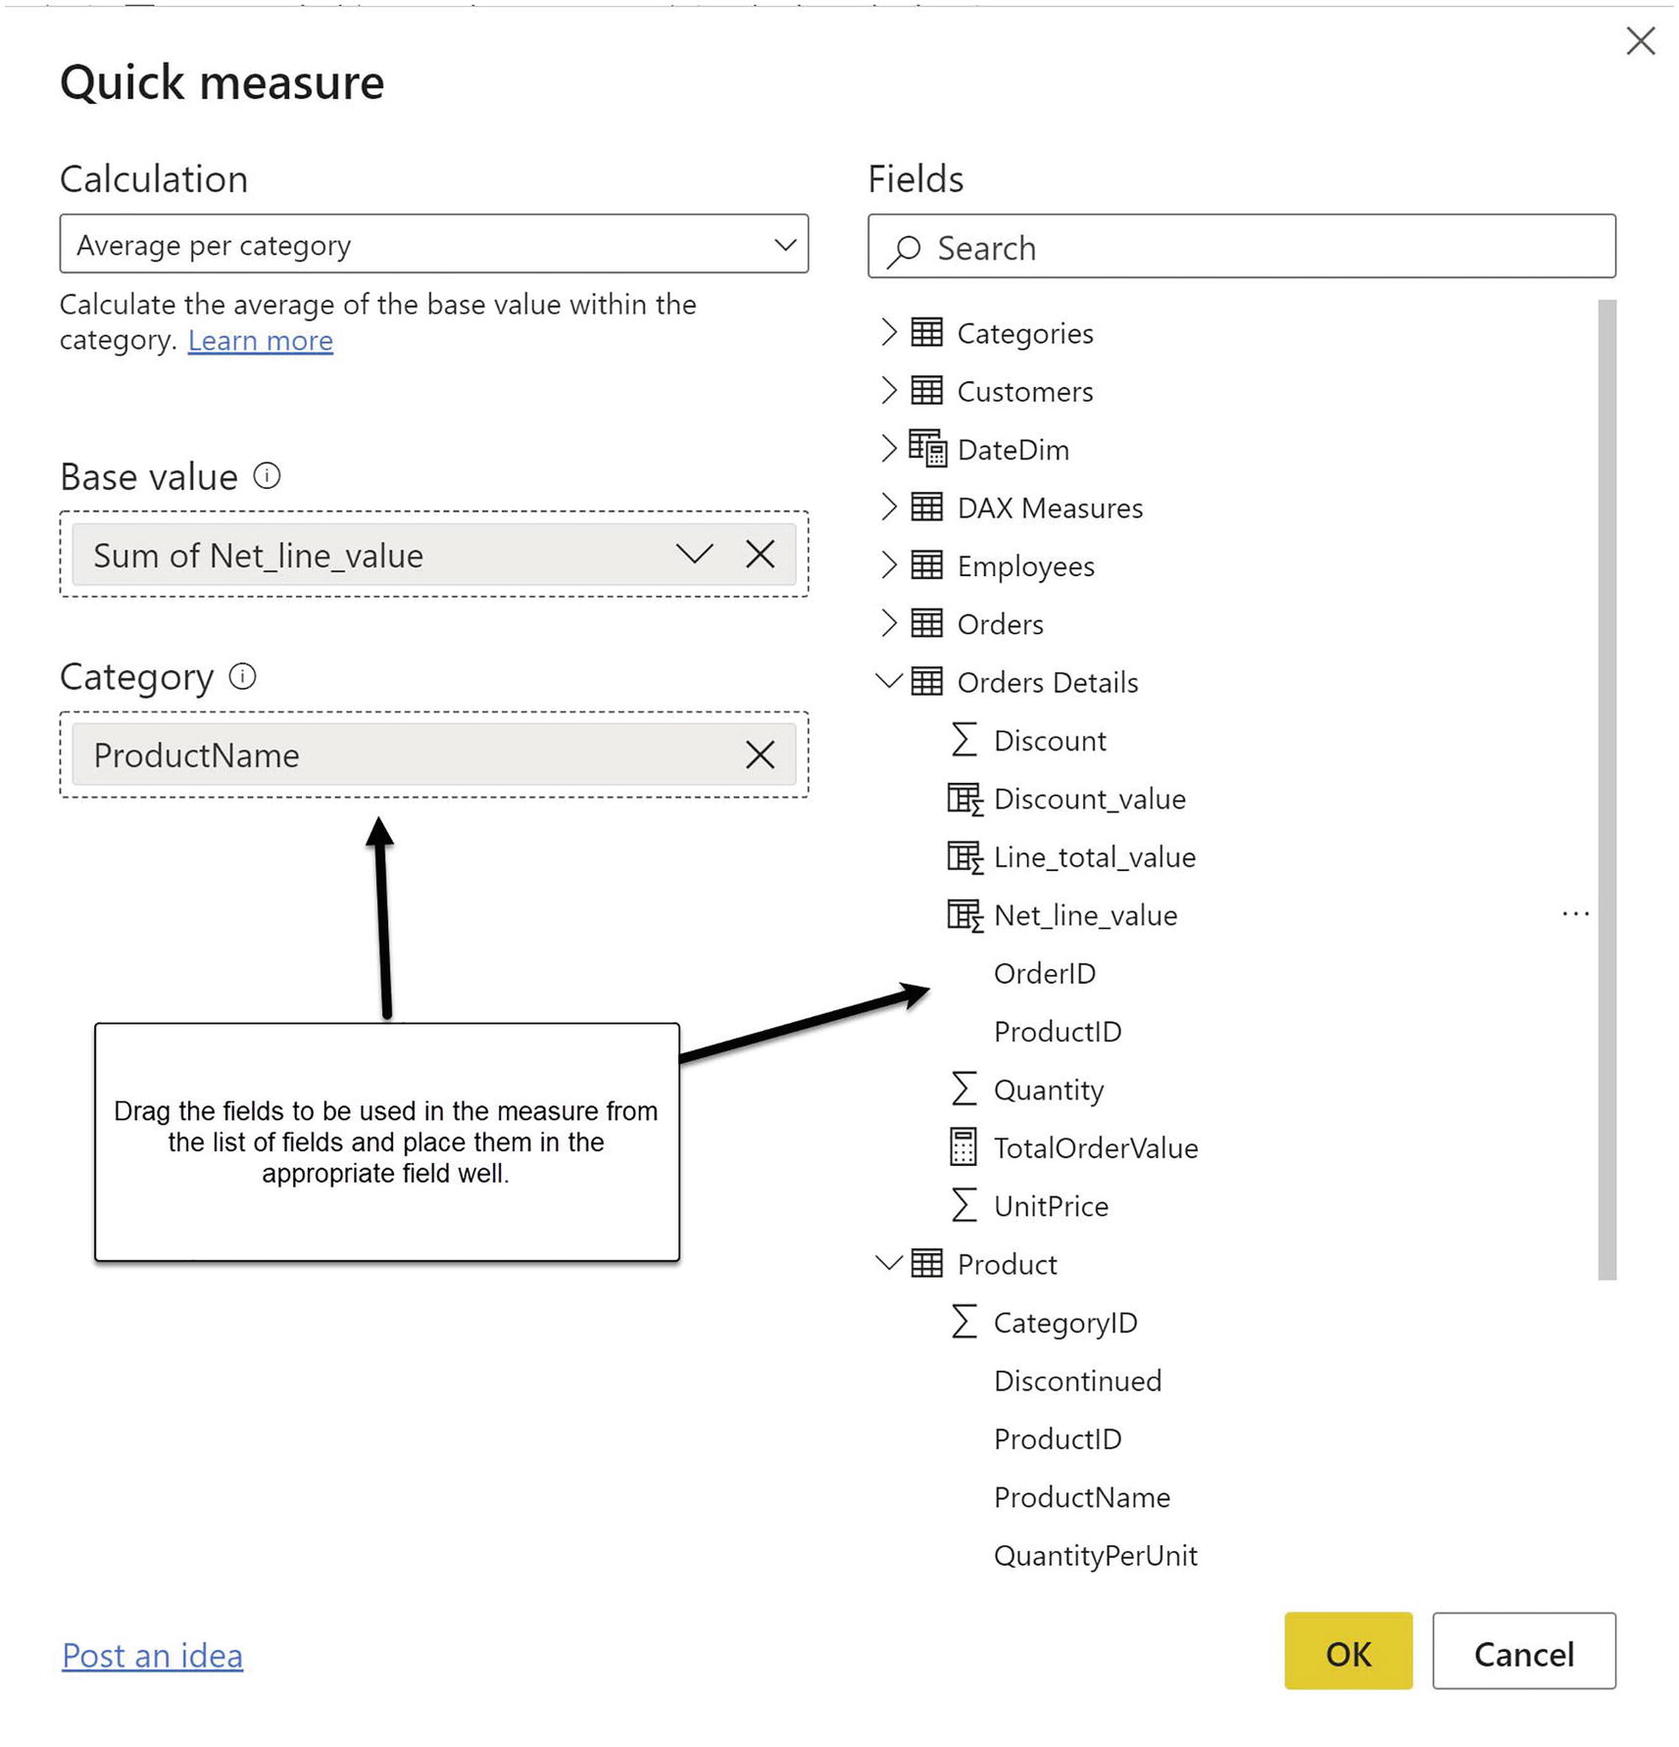 Quick measure
Calculation
Average per category
Calculate the average of the base value within the
category. Learn more
Base value
Sum of Net_line_value
Category
ProductName
Drag the fields to be used in the measure from
the list of fields and place them in the
appropriate field well.
Post an idea
Fields
Search
Categories
Customers
DateDim
DAX Measures
Employees
Orders
Orders Details
Discount
Discount_value
Line_total_value
Net_line_value
OrderID
ProductID
Quantity
TotalOrderValue
UnitPrice
Product
CategoryID
Discontinued
ProductID
ProductName
QuantityPerUnit
OK
Cancel